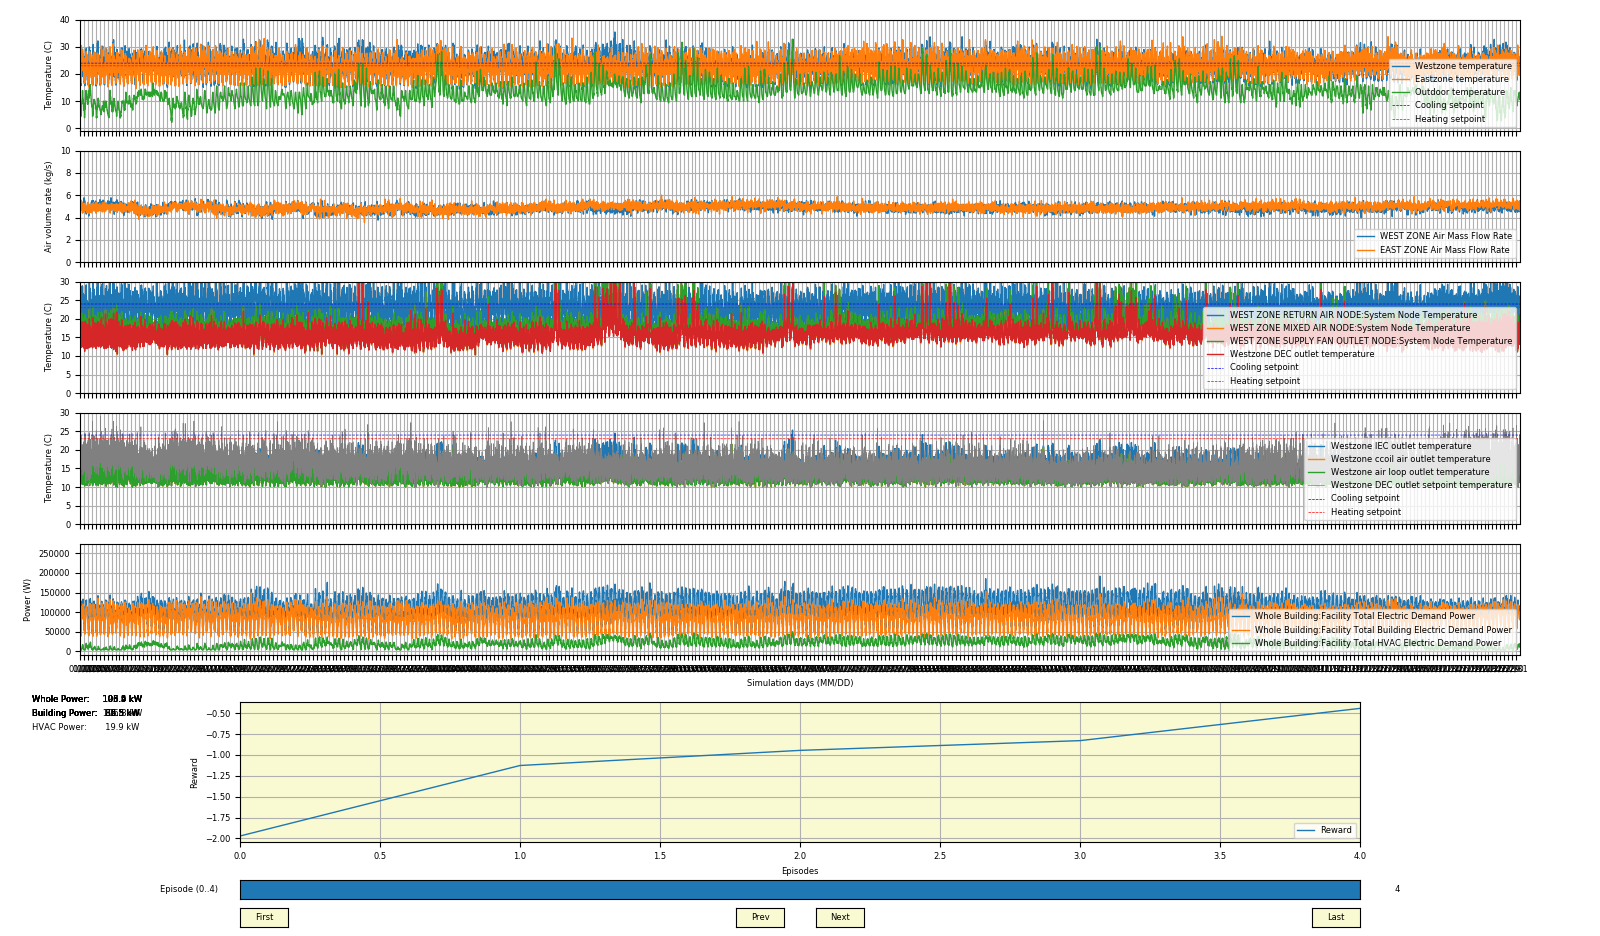 40
30
20
10
0
Temperature (C)
Westzone temperature
Eastzone temperature
Outdoor temperature
Cooling setpoint
Heating setpoint
10
8
6
4
2
0
Air volume rate (kg/s)
WEST ZONE Air Mass Flow Rate
EAST ZONE Air Mass Flow Rate
30
25
20
15
10
5
0
Temperature (C)
WEST ZONE RETURN AIR NODE:System Node Temperature
WEST ZONE MIXED AIR NODE:System Node Temperature
WEST ZONE SUPPLY FAN OUTLET NODE:System Node Temperature
Westzone DEC outlet temperature
Cooling setpoint
Heating setpoint
30
25
20
15
10
5
0
Temperature (C)
Westzone IEC outlet temperature
Westzone ccoil air outlet temperature
Westzone air loop outlet temperature
Westzone DEC outlet setpoint temperature
Cooling setpoint
Heating setpoint
250000
200000
150000
100000
50000
0
Power (W)
Whole Building:Facility Total Electric Demand Power
Whole Building:Facility Total Building Electric Demand Power
Whole Building:Facility Total HVAC Electric Demand Power
Simulation days (MM/DD)
Whole Power: kW
Building Power: kW
HVAC Power: 19.9 kW
−0.50
−0.75
−1.00
−1.25
−1.50
−1.75
−2.00
Reward
Reward
0.0 0.5 1.0 1.5 2.0 2.5 3.0 3.5 4.0
Episodes
Episode (0..4) 4
First Prev Next Last